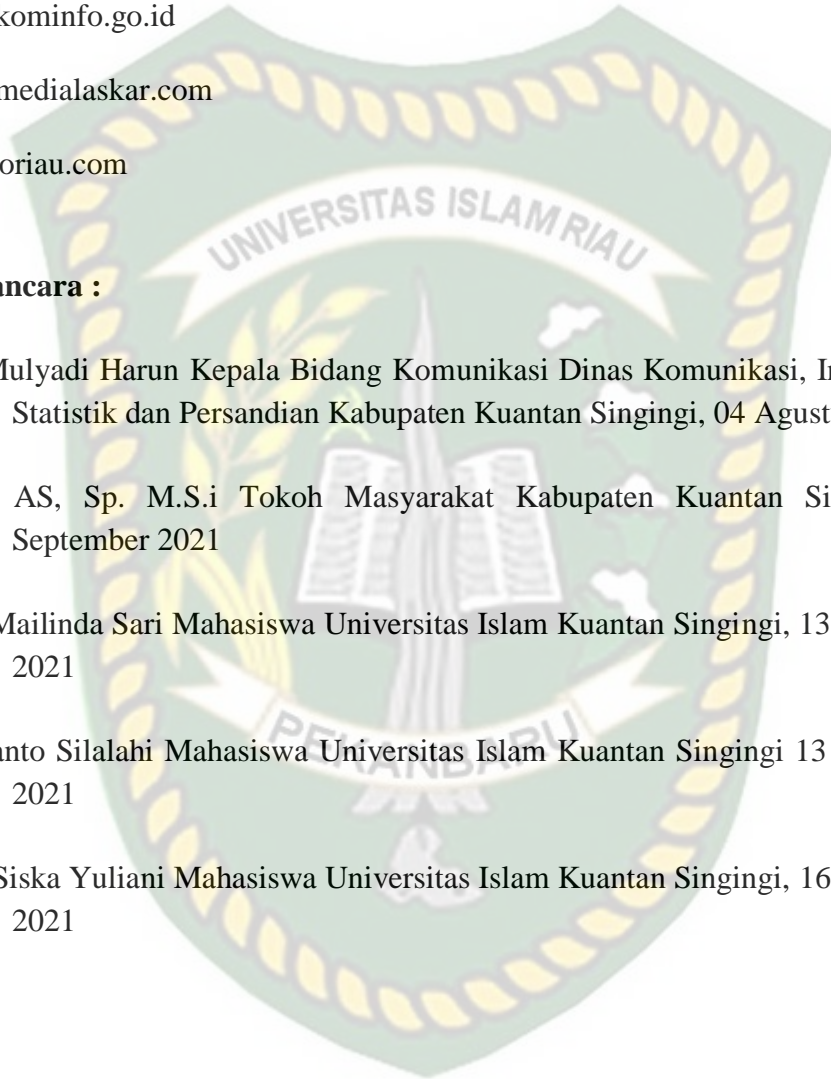 kominfo.go.id
medialaskar.com
oriau.com
UNIVERSITAS ISLAM RIAU
ancara :
Mulyadi Harun Kepala Bidang Komunikasi Dinas Komunikasi, In
Statistik dan Persandian Kabupaten Kuantan Singingi, 04 Agust
AS, Sp. M.S.i Tokoh Masyarakat Kabupaten Kuantan Si
September 2021
Mailinda Sari Mahasiswa Universitas Islam Kuantan Singingi, 13
2021
PEKANBARU
anto Silalahi Mahasiswa Universitas Islam Kuantan Singingi 13
2021
Siska Yuliani Mahasiswa Universitas Islam Kuantan Singingi, 16
2021